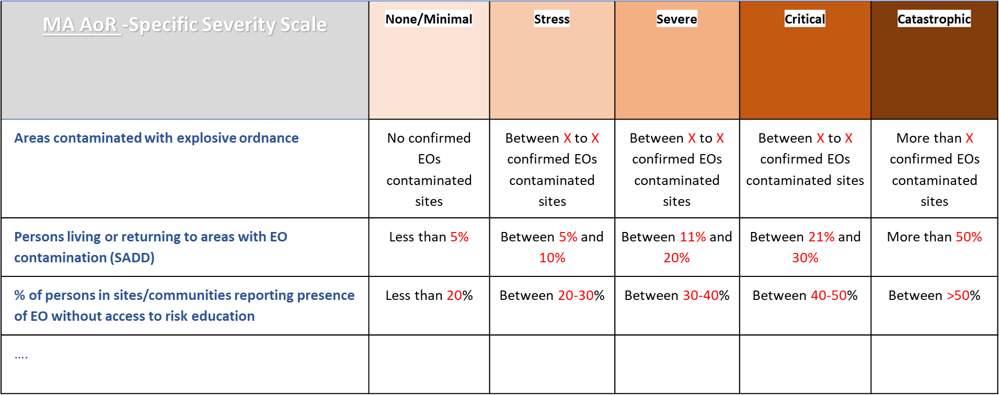 MA AoR -Specific Severity Scale
None/Minimal
Stress
Severe
Critical
Catastrophic
Areas contaminated with explosive ordnance
No confirmed
EOs
contaminated
sites
Between X to X
confirmed EOs
contaminated
sites
Between X to X
confirmed EOs
contaminated
sites
Between X to X
confirmed EOs
contaminated sites
More than X
confirmed EOs
contaminated
sites
Persons living or returning to areas with EO
contamination (SADD)
Less than 5%
Between 5% and
10%
Between 11% and
20%
Between 21% and
30%
More than 50%
% of persons in sites/communities reporting presence
of EO without access to risk education
Less than 20%
Between 20-30%
Between 30-40%
Between 40-50%
Between >50%
....